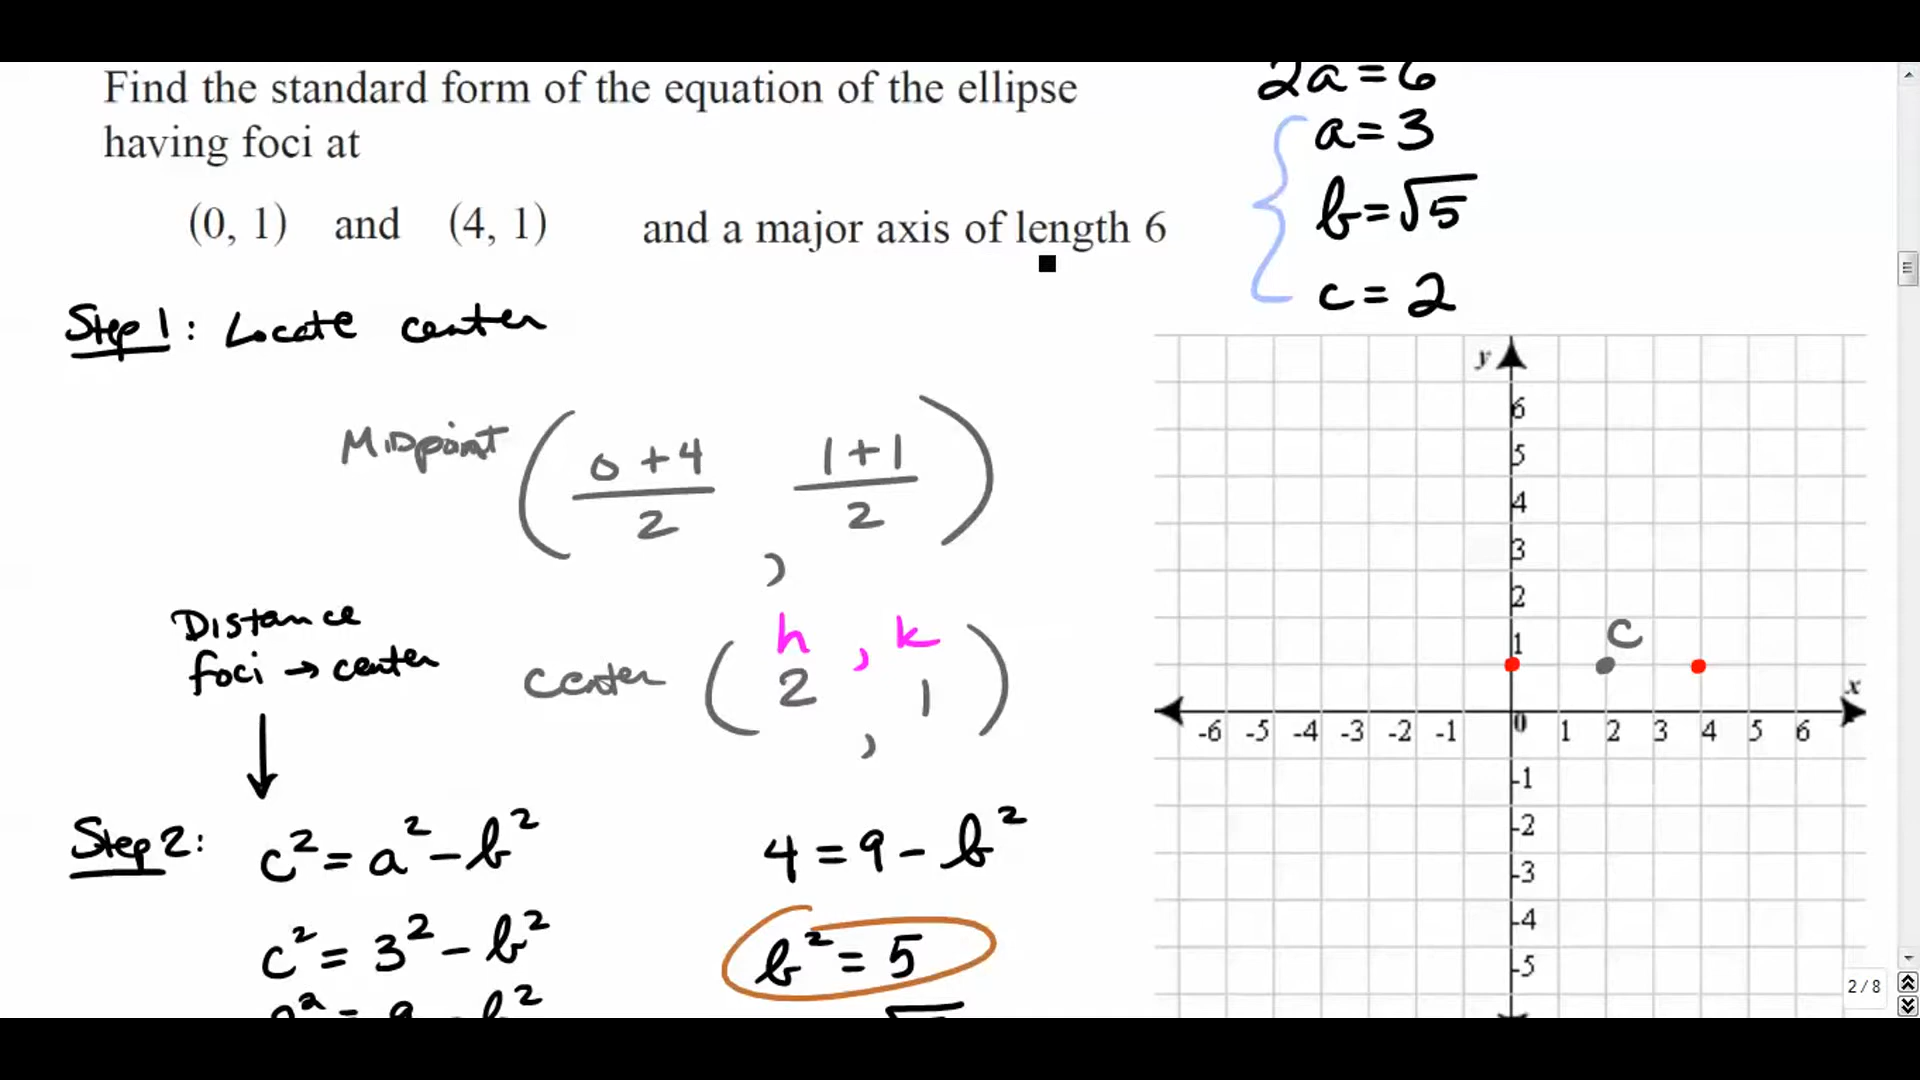 Find the standard form of the equation of the ellipse
having foci at
(0, 1) and (4, 1) and a major axis of length 6
2a = 6
a = 3
b = √5
c = 2
Step 1: Locate center
Midpoint ( 0 + 4 / 2 , 1 + 1 / 2 )
h , k
center ( 2 , 1 )
Distance
foci → center
Step 2: c² = a² − b²
c² = 3² − b²
c² = 9 − b²
4 = 9 − b²
b² = 5
y
6
5
4
3
2
1
C
x
-6 -5 -4 -3 -2 -1 0 1 2 3 4 5 6
-1
-2
-3
-4
-5
2 / 8